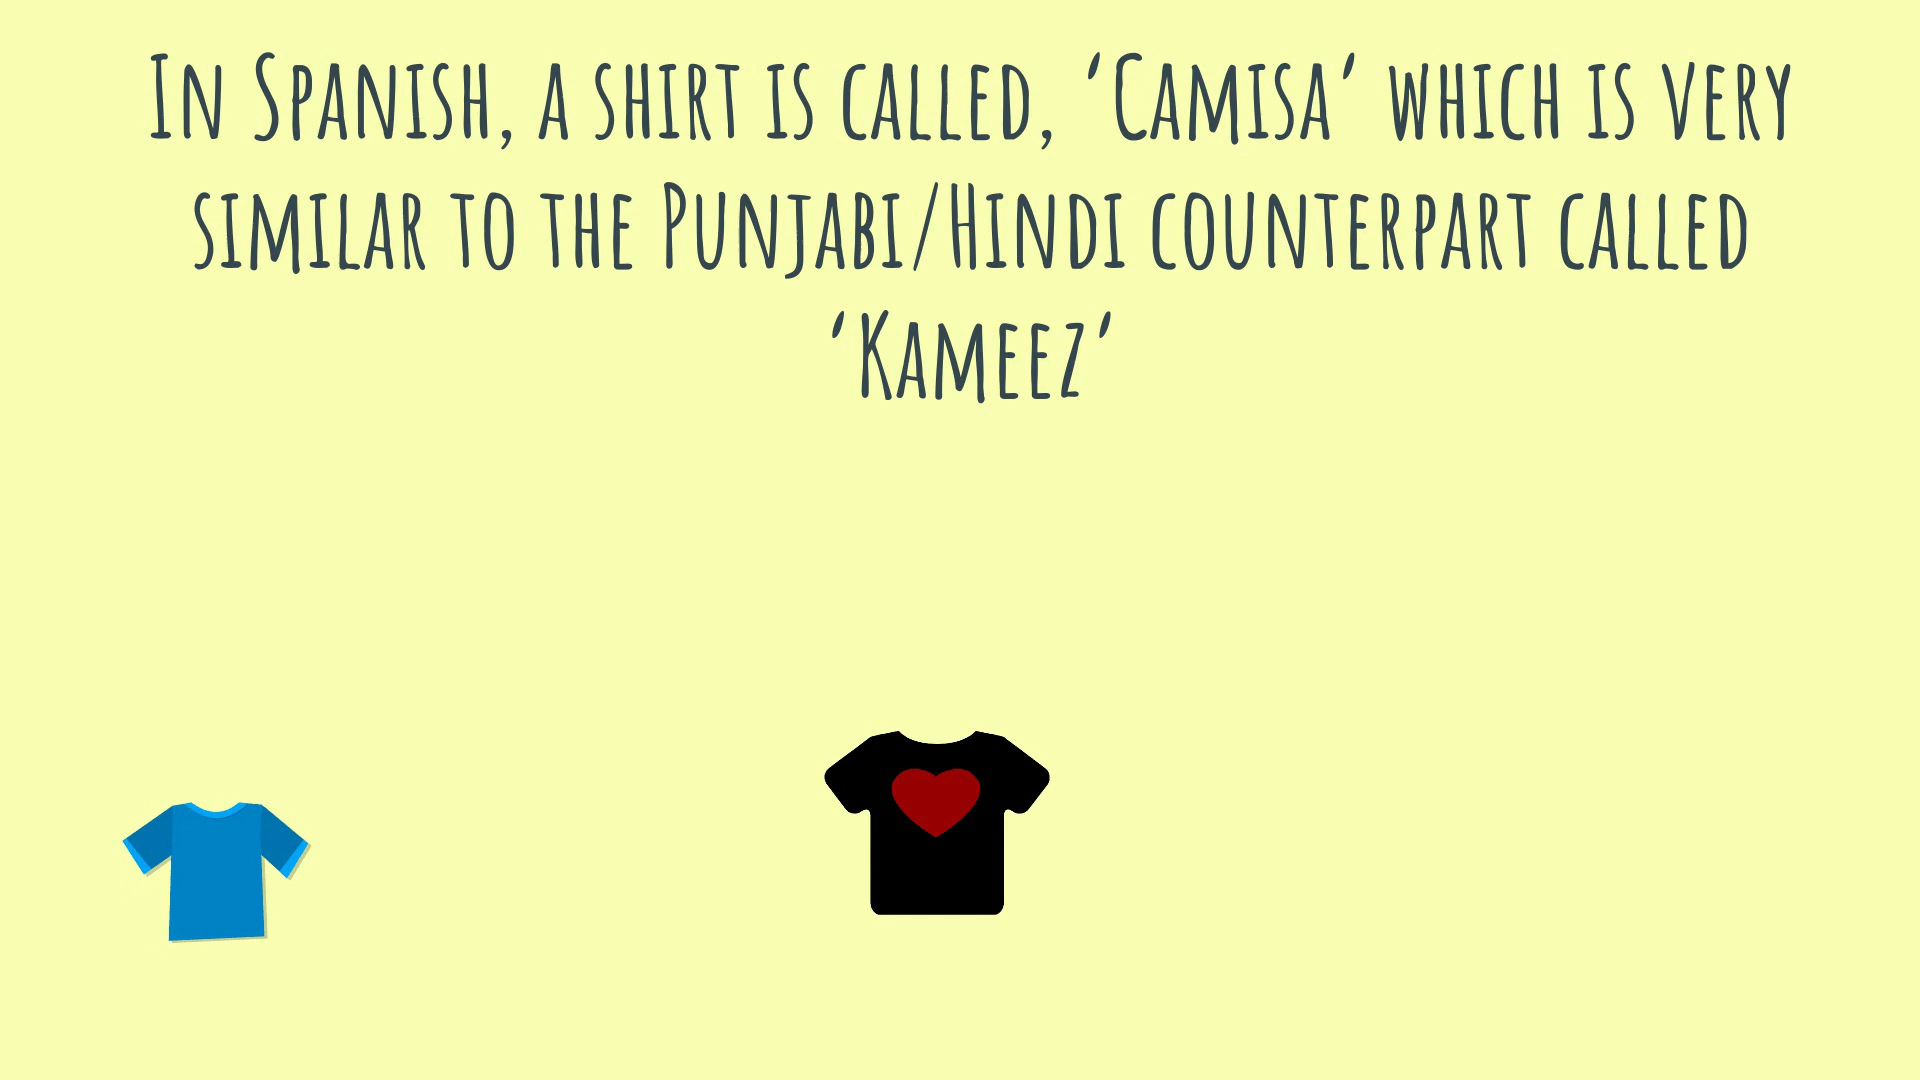 In Spanish, a shirt is called, ‘Camisa’ which is very
similar to the Punjabi/Hindi counterpart called
‘Kameez’